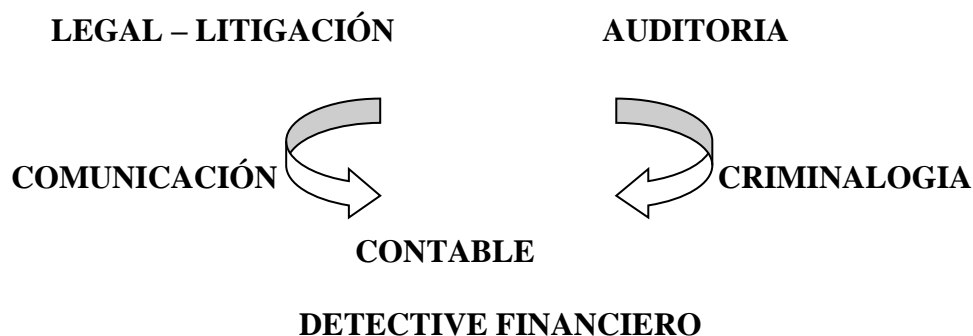 LEGAL – LITIGACIÓN AUDITORIA
COMUNICACIÓN CRIMINALOGIA
CONTABLE
DETECTIVE FINANCIERO